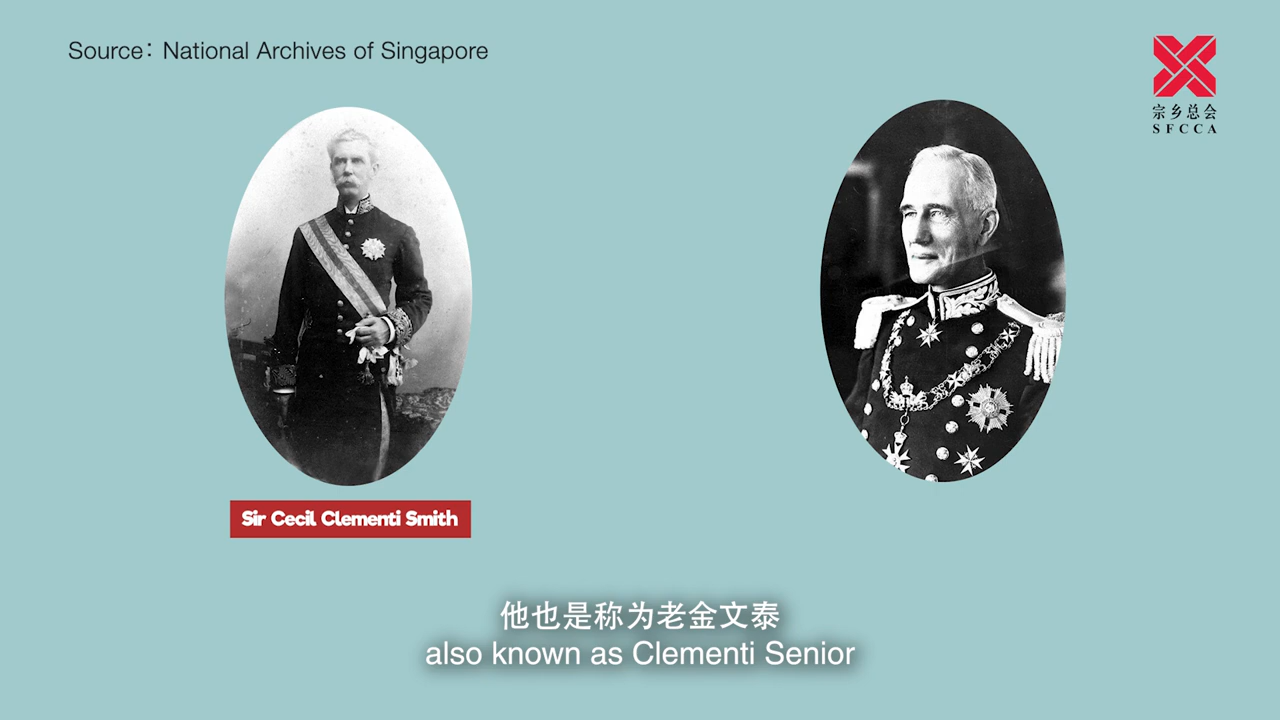 Source：National Archives of Singapore
宗乡总会
SFCCA
Sir Cecil Clementi Smith
他也是称为老金文泰
also known as Clementi Senior